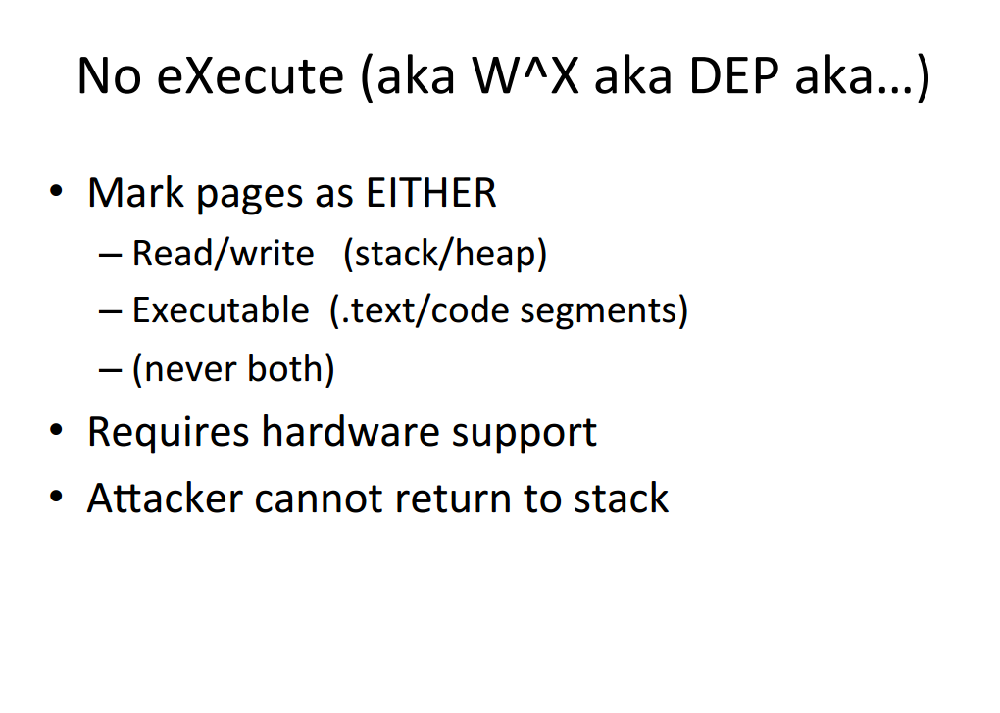 No eXecute (aka W^X aka DEP aka…)
• Mark pages as EITHER
– Read/write (stack/heap)
– Executable (.text/code segments)
– (never both)
• Requires hardware support
• Attacker cannot return to stack